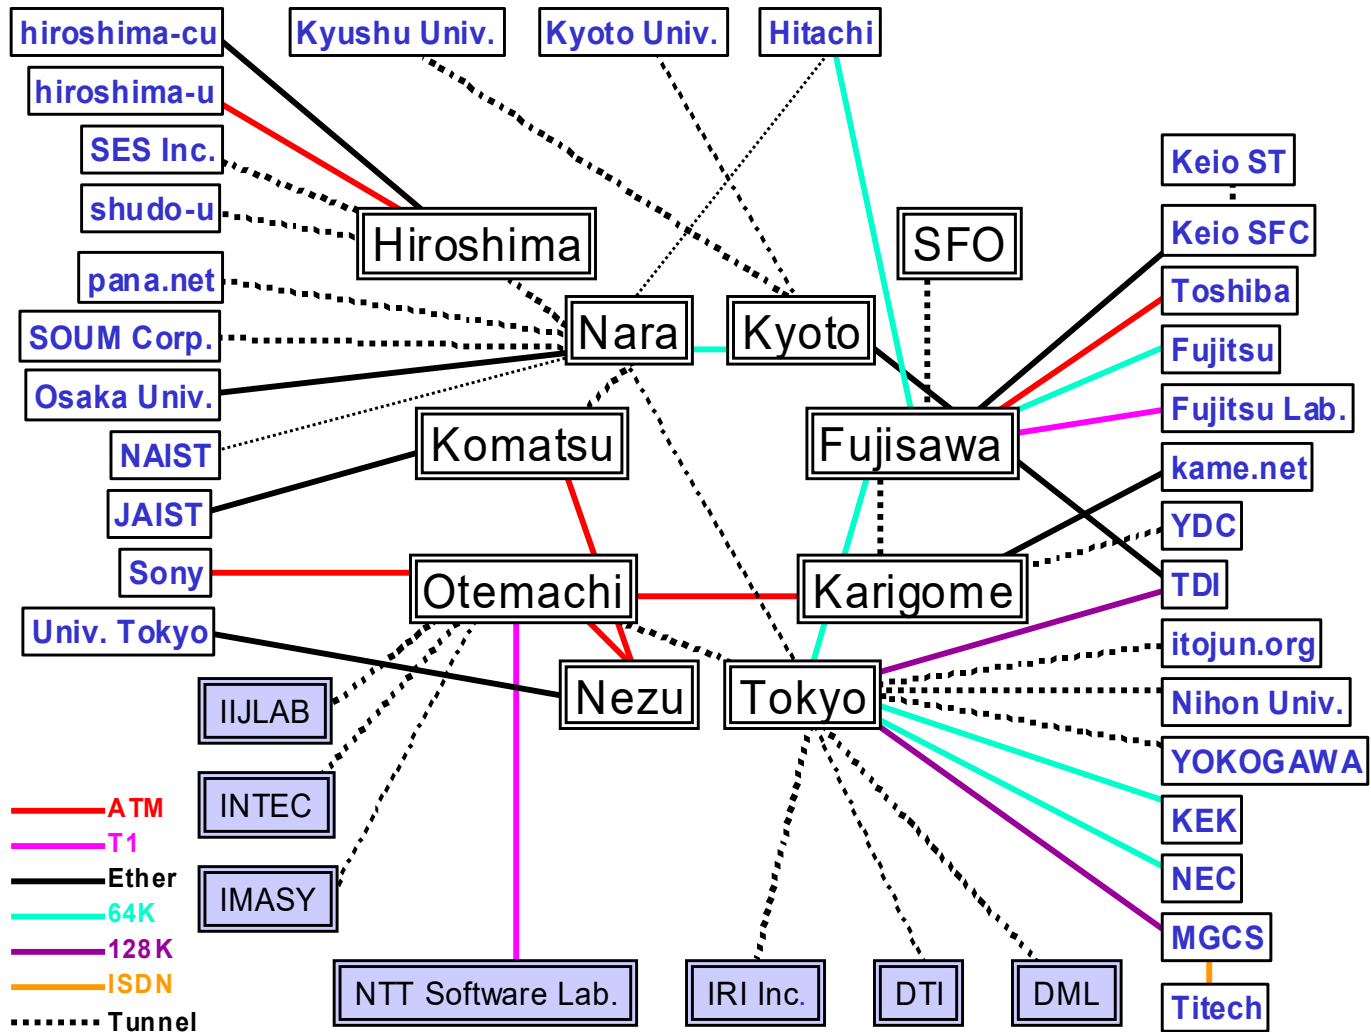 hiroshima-cu
Kyushu Univ.
Kyoto Univ.
Hitachi
hiroshima-u
SES Inc.
shudo-u
pana.net
SOUM Corp.
Osaka Univ.
NAIST
JAIST
Sony
Univ. Tokyo
Hiroshima
SFO
Nara
Kyoto
Komatsu
Fujisawa
Otemachi
Karigome
Nezu
Tokyo
Keio ST
Keio SFC
Toshiba
Fujitsu
Fujitsu Lab.
kame.net
YDC
TDI
itojun.org
Nihon Univ.
YOKOGAWA
KEK
NEC
MGCS
Titech
IIJLAB
INTEC
IMASY
NTT Software Lab.
IRI Inc.
DTI
DML
ATM
T1
Ether
64K
128K
ISDN
Tunnel